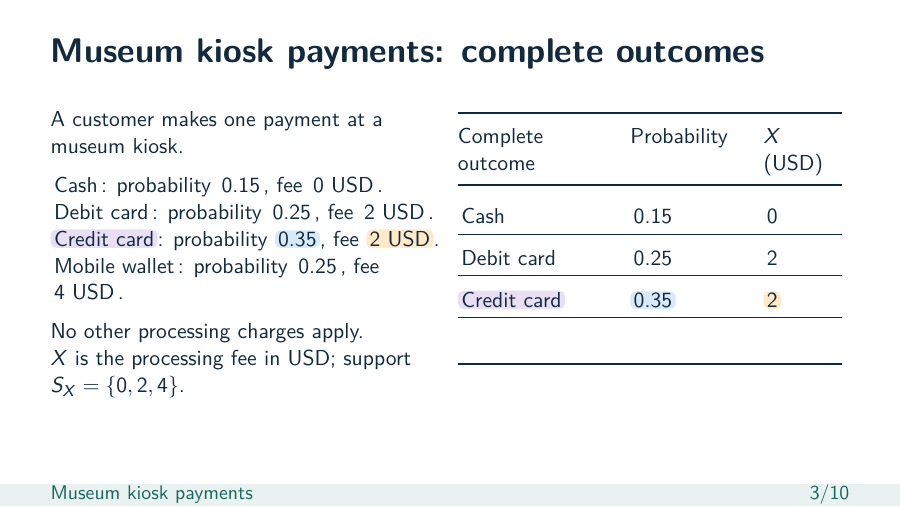 Museum kiosk payments: complete outcomes
A customer makes one payment at a
museum kiosk.
Cash: probability 0.15, fee 0 USD.
Debit card: probability 0.25, fee 2 USD.
Credit card: probability 0.35, fee 2 USD.
Mobile wallet: probability 0.25, fee
4 USD.
No other processing charges apply.
X is the processing fee in USD; support
S_X = {0, 2, 4}.
Complete outcome Probability X (USD)
Cash 0.15 0
Debit card 0.25 2
Credit card 0.35 2
Museum kiosk payments 3/10